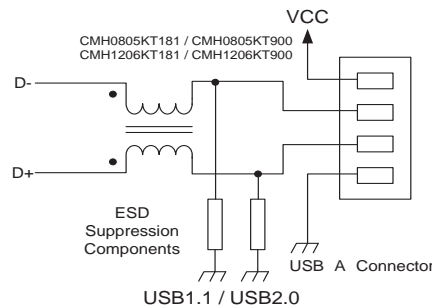 VCC
CMH0805KT181 / CMH0805KT900
CMH1206KT181 / CMH1206KT900
D-
D+
ESD
Suppression
Components
USB A Connector
USB1.1 / USB2.0